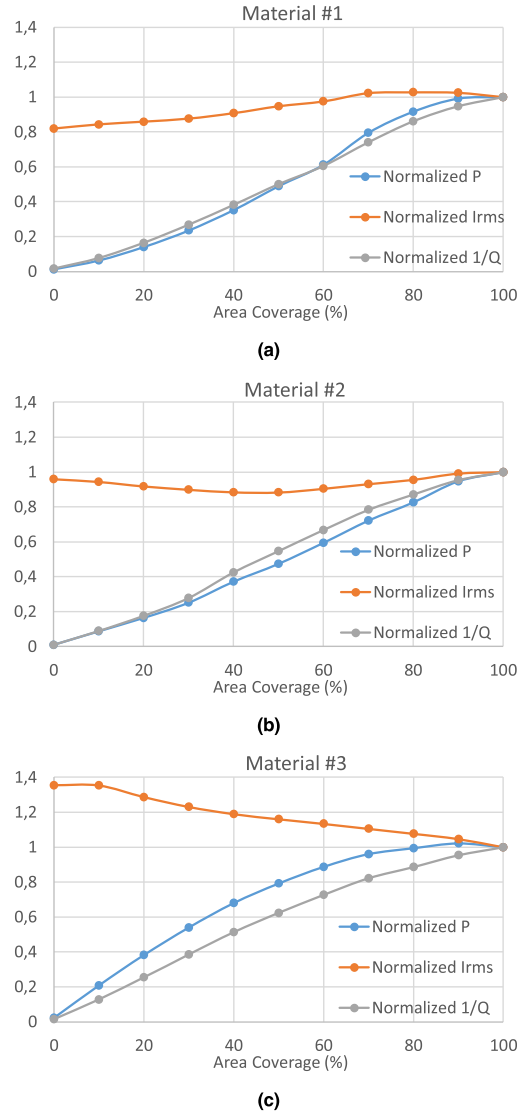 Material #1
1,4
1,2
1
0,8
0,6
0,4
0,2
0
Normalized P
Normalized Irms
Normalized 1/Q
0 20 40 60 80 100
Area Coverage (%)
(a)
Material #2
1,4
1,2
1
0,8
0,6
0,4
0,2
0
Normalized P
Normalized Irms
Normalized 1/Q
0 20 40 60 80 100
Area Coverage (%)
(b)
Material #3
1,4
1,2
1
0,8
0,6
0,4
0,2
0
Normalized P
Normalized Irms
Normalized 1/Q
0 20 40 60 80 100
Area Coverage (%)
(c)